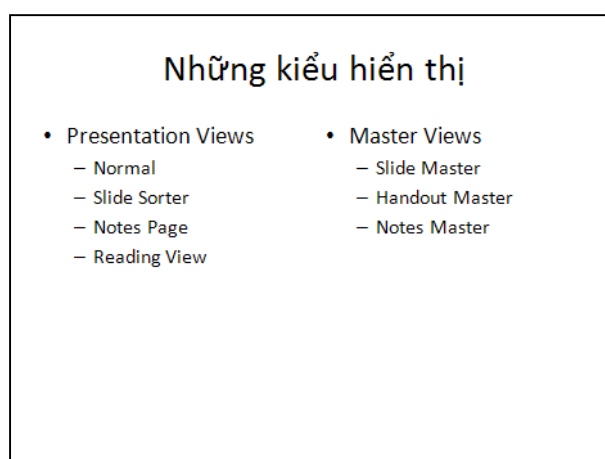 Những kiểu hiển thị
• Presentation Views
– Normal
– Slide Sorter
– Notes Page
– Reading View
• Master Views
– Slide Master
– Handout Master
– Notes Master